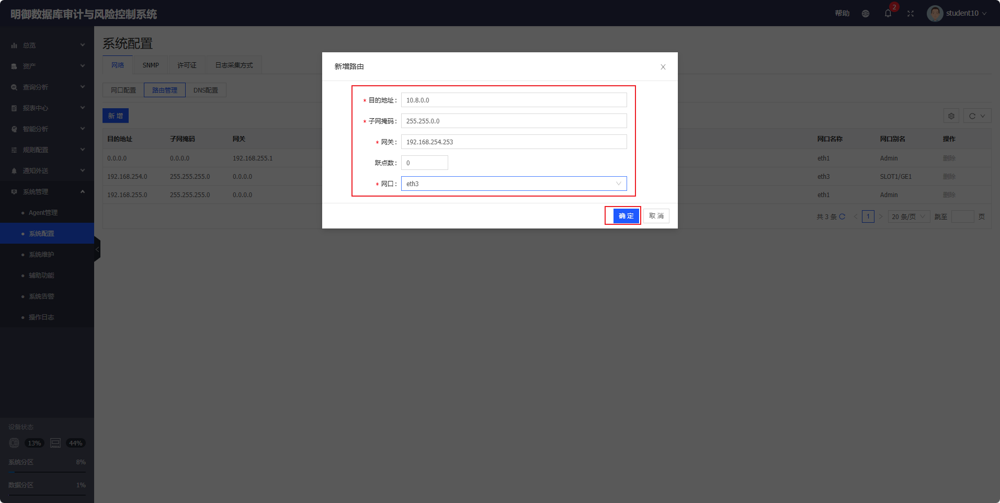 明御数据库审计与风险控制系统
帮助
2
student10
总览
资产
查询分析
报表中心
智能分析
规则配置
通知外送
系统管理
Agent管理
系统配置
系统维护
辅助功能
系统告警
操作日志
设备状态
13%
44%
系统分区 8%
数据分区 1%
系统配置
网络 SNMP 许可证 日志采集方式
网口配置 路由管理 DNS配置
新 增
目的地址 子网掩码 网关 网口名称 网口别名 操作
0.0.0.0 0.0.0.0 192.168.255.1 eth1 Admin 删除
192.168.254.0 255.255.255.0 0.0.0.0 eth3 SLOT1/GE1 删除
192.168.255.0 255.255.255.0 0.0.0.0 eth1 Admin 删除
共 3 条 < 1 > 20 条/页 跳至 页
新增路由
* 目的地址： 10.8.0.0
* 子网掩码： 255.255.0.0
* 网关： 192.168.254.253
跃点数： 0
* 网口： eth3
确 定 取 消